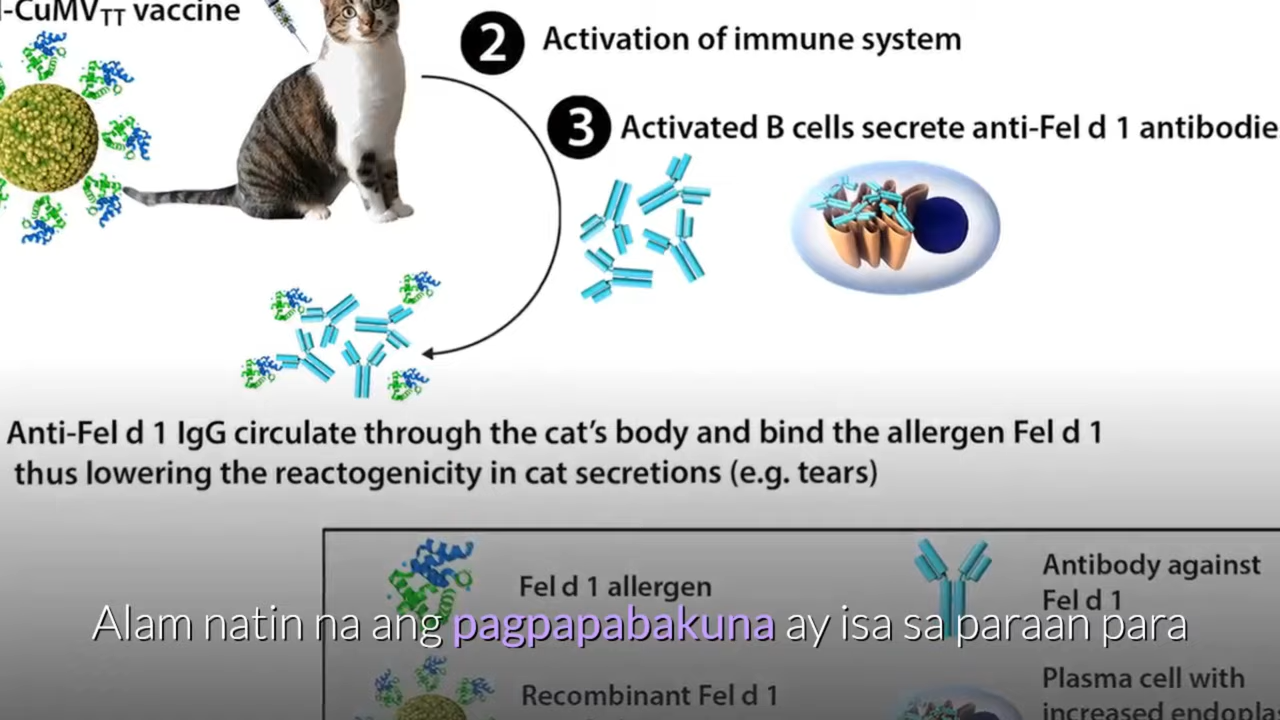 -CuMVTT vaccine
2 Activation of immune system
3 Activated B cells secrete anti-Fel d 1 antibodie
Anti-Fel d 1 IgG circulate through the cat's body and bind the allergen Fel d 1
thus lowering the reactogenicity in cat secretions (e.g. tears)
Fel d 1 allergen
Antibody against
Fel d 1
Alam natin na ang pagpapabakuna ay isa sa paraan para
Recombinant Fel d 1
Plasma cell with
increased endopla